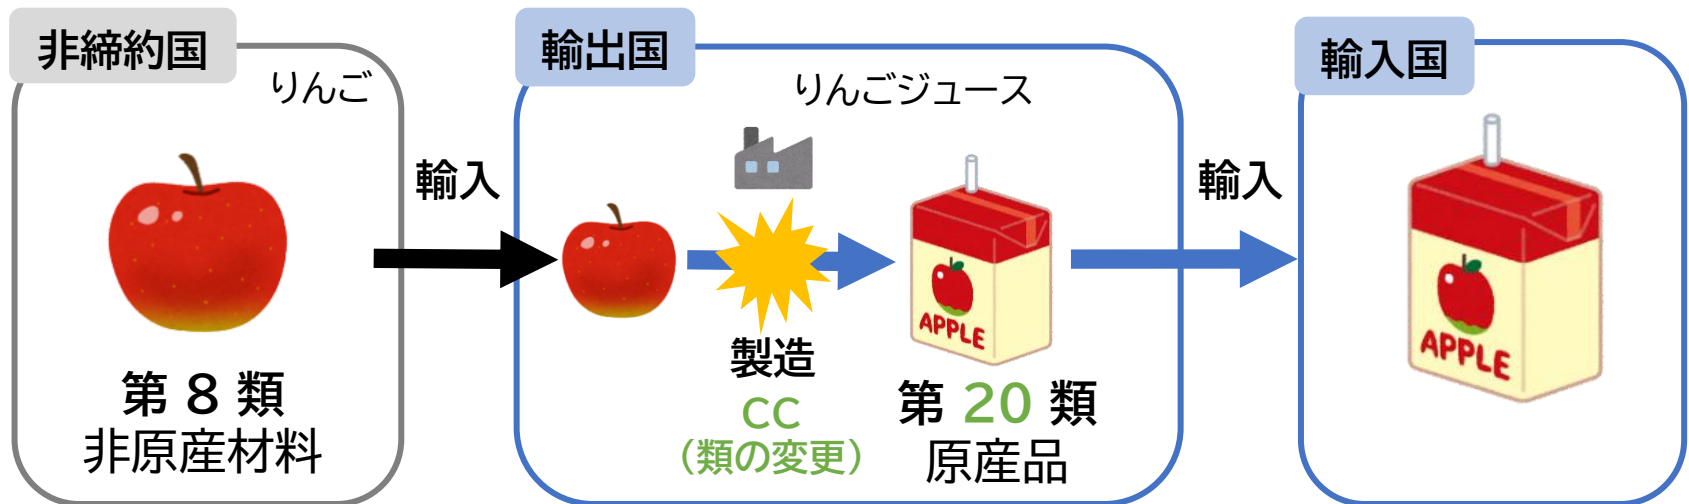 非締約国
りんご
第 8 類
非原産材料
輸入
輸出国
りんごジュース
製造
CC
（類の変更）
APPLE
第 20 類
原産品
輸入
輸入国
APPLE